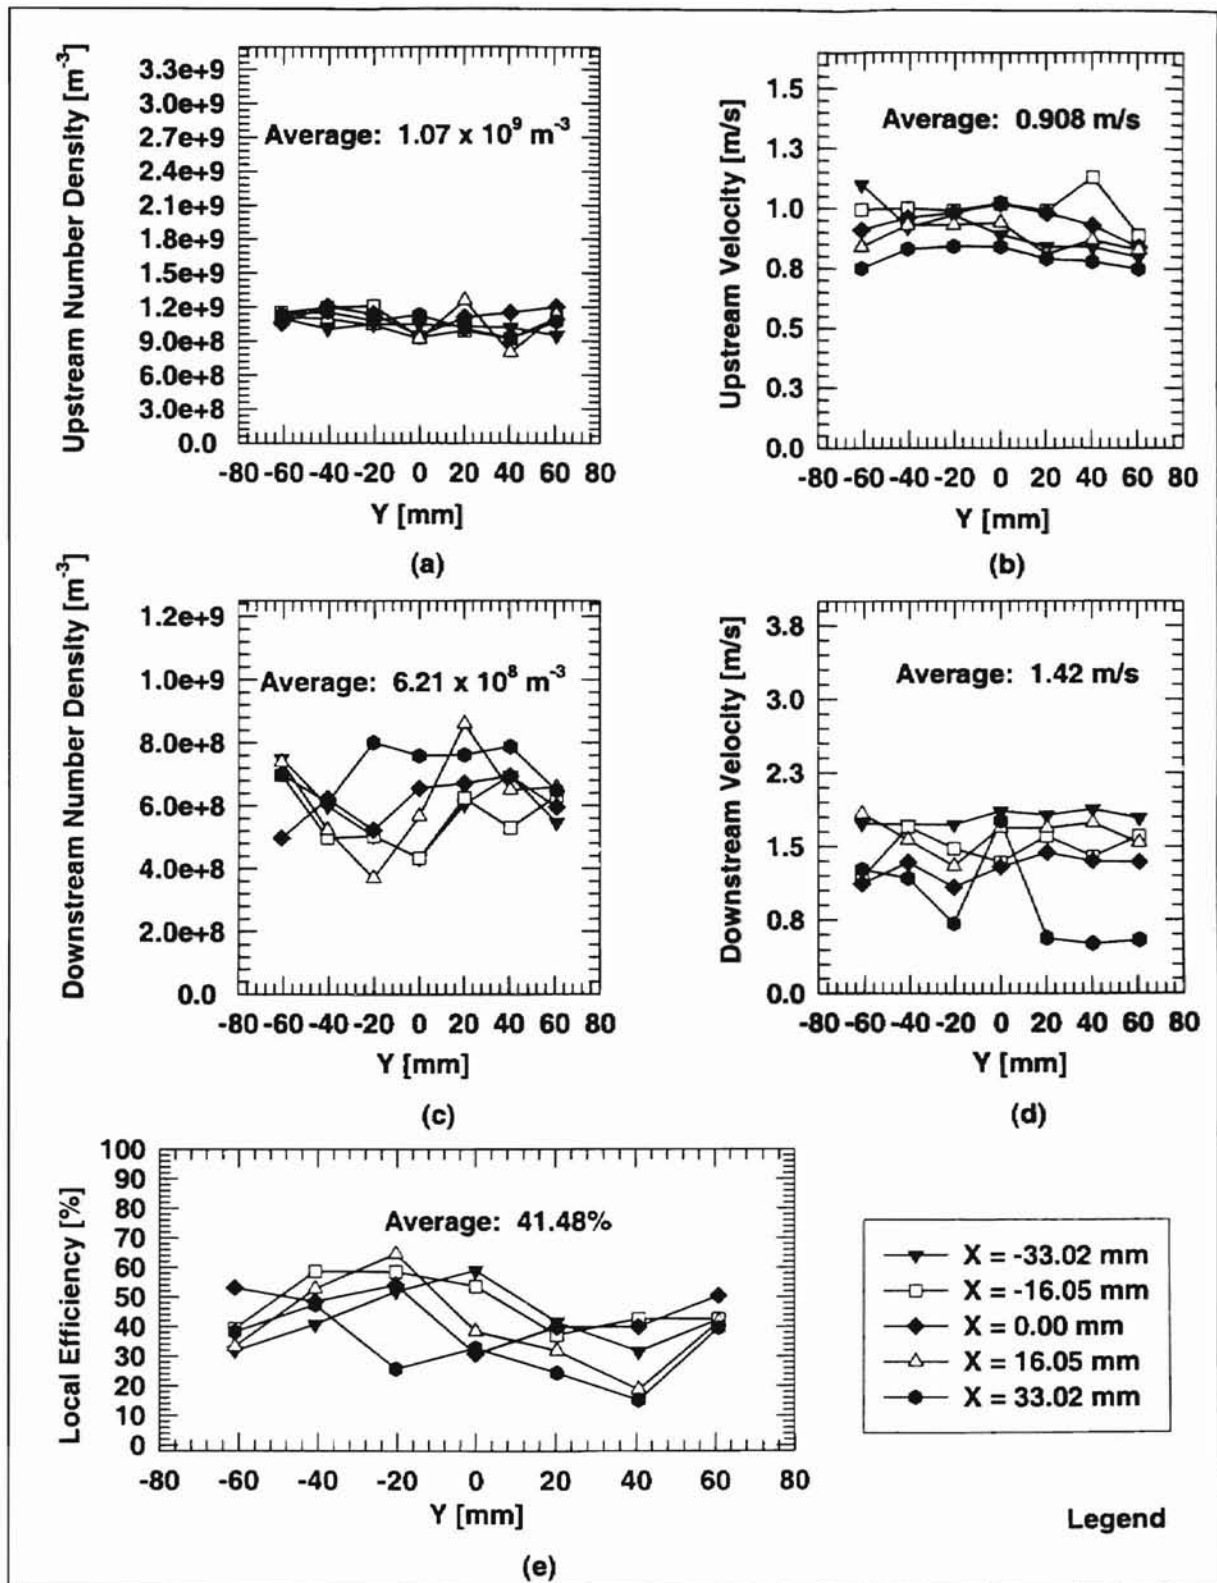 Upstream Number Density [m⁻³]
3.3e+9
3.0e+9
2.7e+9
2.4e+9
2.1e+9
1.8e+9
1.5e+9
1.2e+9
9.0e+8
6.0e+8
3.0e+8
0.0
Average: 1.07 x 10⁹ m⁻³
-80 -60 -40 -20 0 20 40 60 80
Y [mm]
(a)
Upstream Velocity [m/s]
1.5
1.3
1.0
0.8
0.5
0.3
0.0
Average: 0.908 m/s
-80 -60 -40 -20 0 20 40 60 80
Y [mm]
(b)
Downstream Number Density [m⁻³]
1.2e+9
1.0e+9
8.0e+8
6.0e+8
4.0e+8
2.0e+8
0.0
Average: 6.21 x 10⁸ m⁻³
-80 -60 -40 -20 0 20 40 60 80
Y [mm]
(c)
Downstream Velocity [m/s]
3.8
3.0
2.3
1.5
0.8
0.0
Average: 1.42 m/s
-80 -60 -40 -20 0 20 40 60 80
Y [mm]
(d)
Local Efficiency [%]
100
90
80
70
60
50
40
30
20
10
0
Average: 41.48%
-80 -60 -40 -20 0 20 40 60 80
Y [mm]
(e)
X = -33.02 mm
X = -16.05 mm
X = 0.00 mm
X = 16.05 mm
X = 33.02 mm
Legend